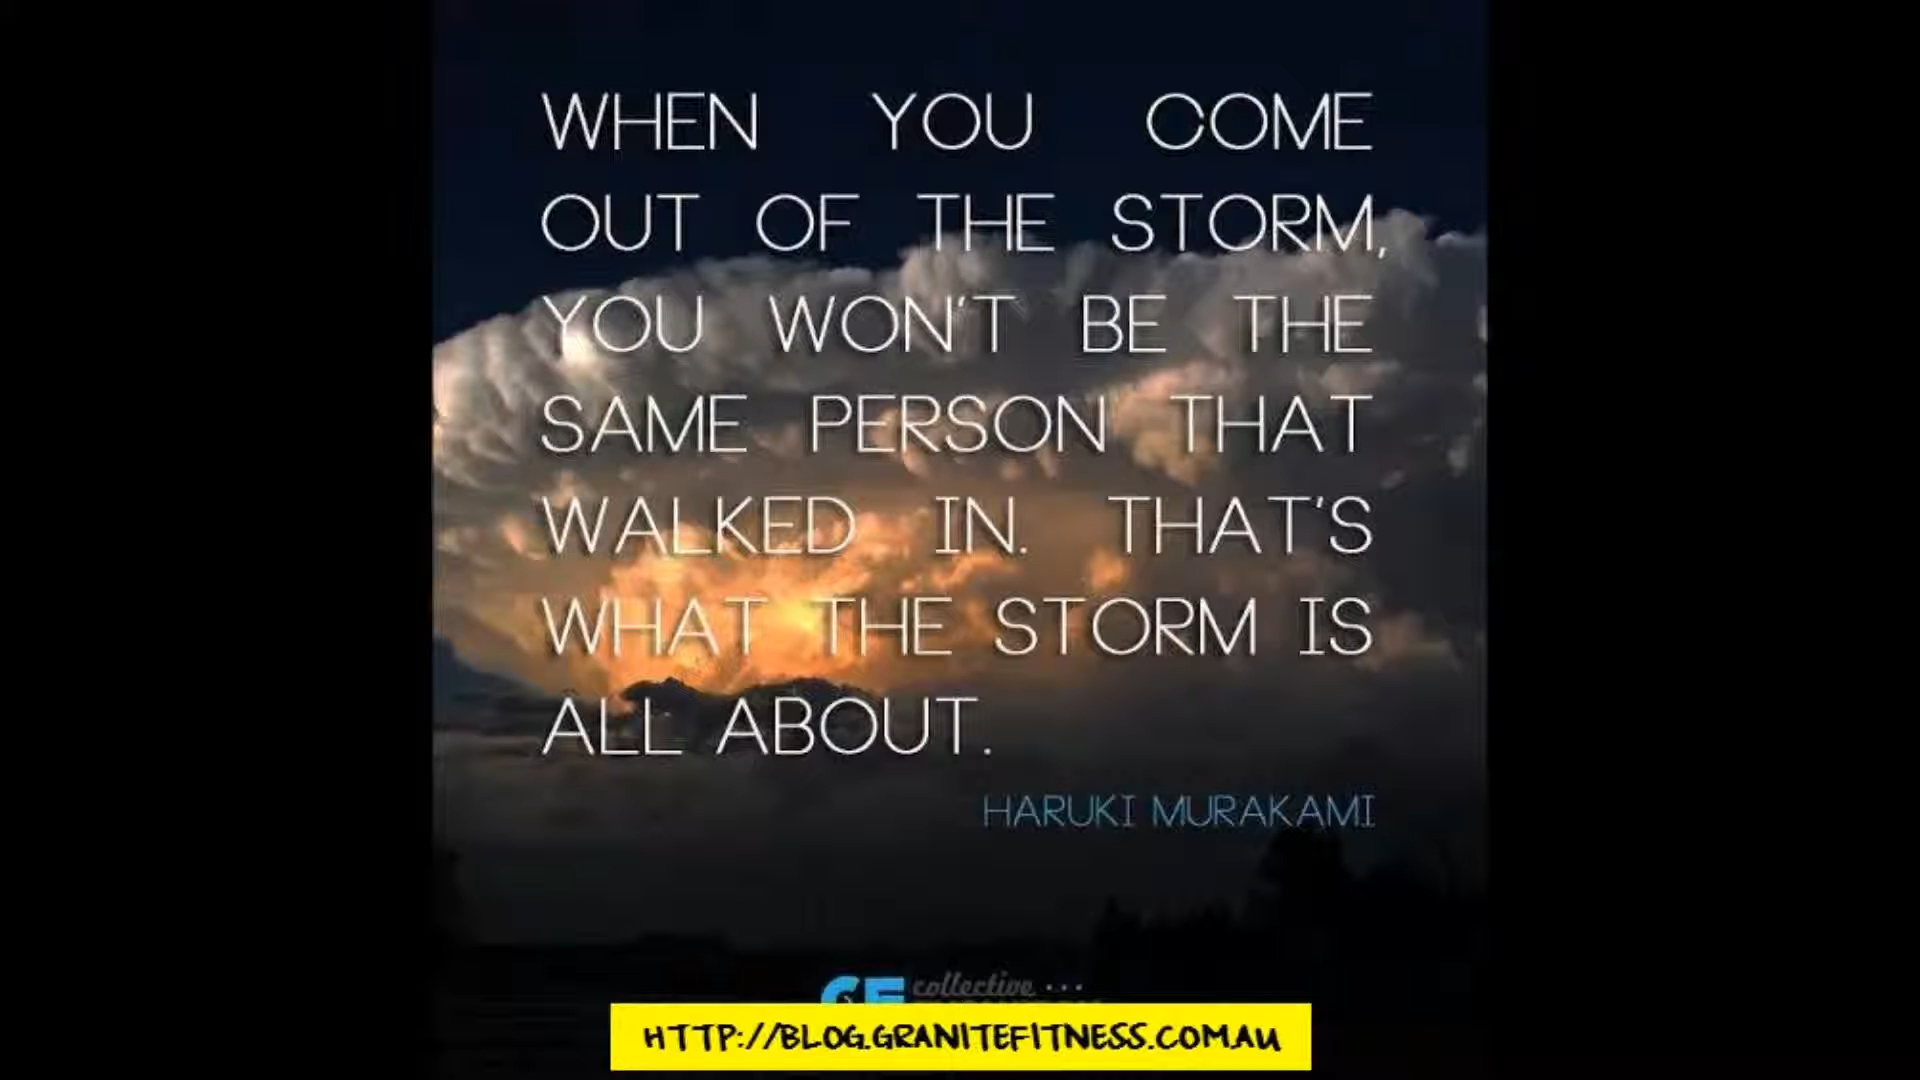 WHEN YOU COME
OUT OF THE STORM,
YOU WON'T BE THE
SAME PERSON THAT
WALKED IN. THAT'S
WHAT THE STORM IS
ALL ABOUT.
HARUKI MURAKAMI
collective ...
HTTP://BLOG.GRANITEFITNESS.COM.AU